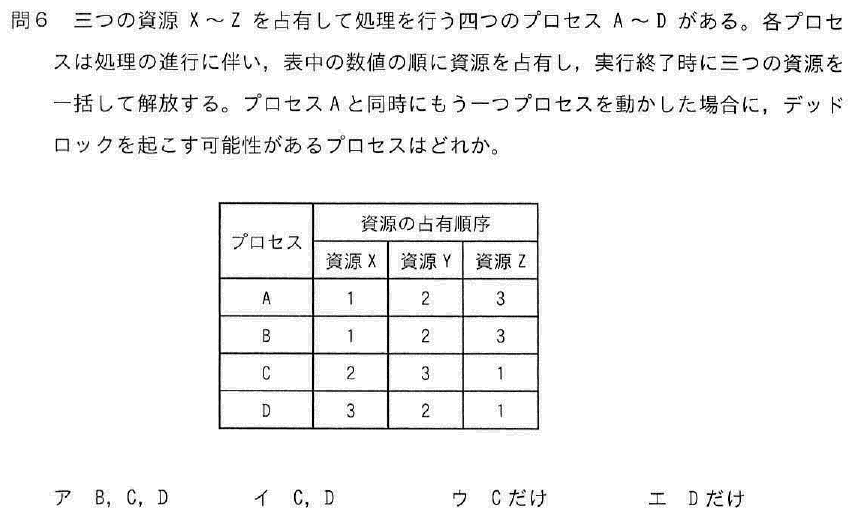 問6 三つの資源 X～Z を占有して処理を行う四つのプロセス A～D がある。各プロセ
スは処理の進行に伴い，表中の数値の順に資源を占有し，実行終了時に三つの資源を
一括して解放する。プロセスAと同時にもう一つプロセスを動かした場合に，デッド
ロックを起こす可能性があるプロセスはどれか。
プロセス 資源の占有順序
資源 X 資源 Y 資源 Z
A 1 2 3
B 1 2 3
C 2 3 1
D 3 2 1
ア B，C，D イ C，D ウ Cだけ エ Dだけ